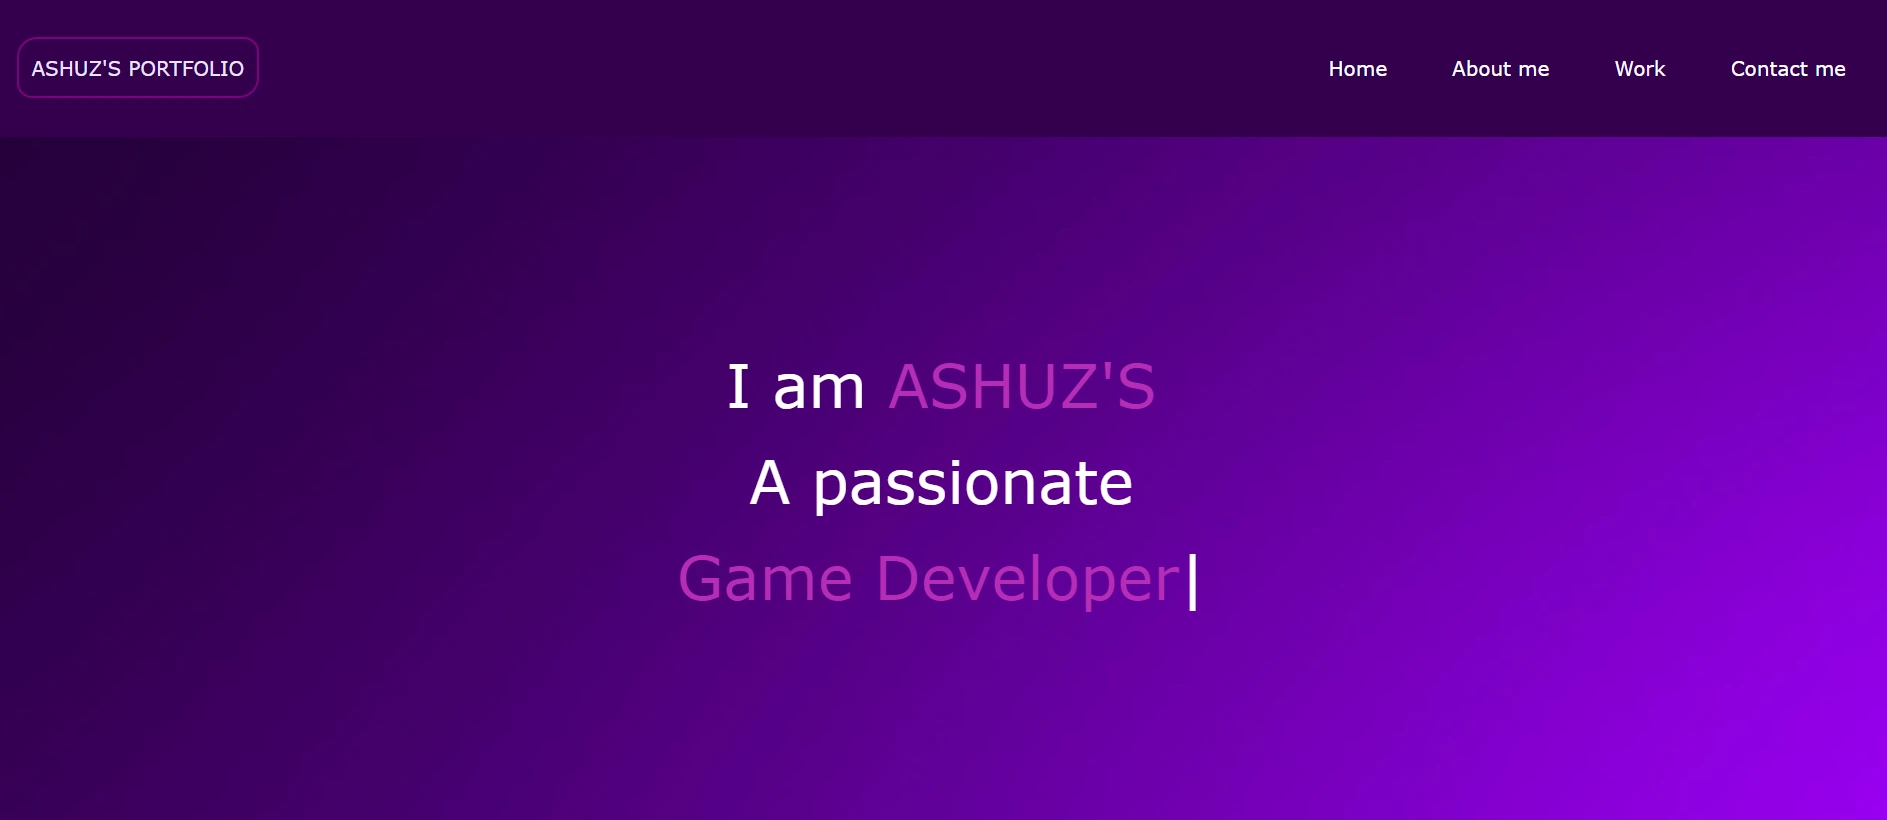 ASHUZ'S PORTFOLIO
Home About me Work Contact me
I am ASHUZ'S
A passionate
Game Developer|